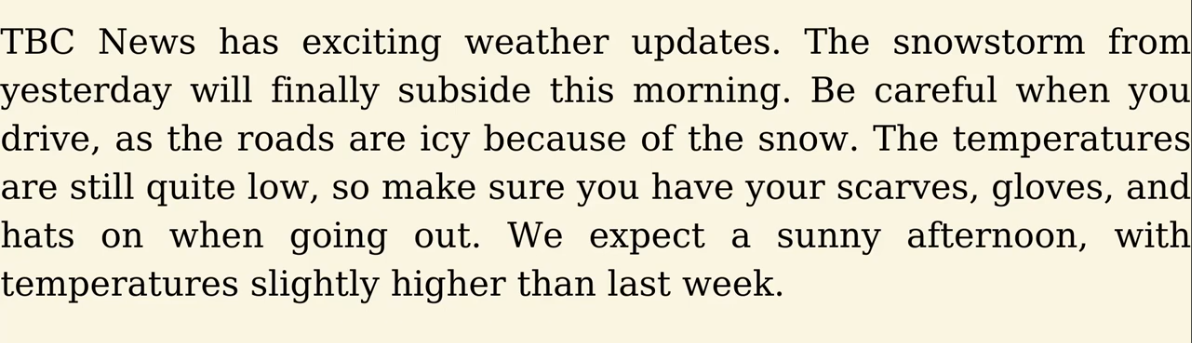 TBC News has exciting weather updates. The snowstorm from
yesterday will finally subside this morning. Be careful when you
drive, as the roads are icy because of the snow. The temperatures
are still quite low, so make sure you have your scarves, gloves, and
hats on when going out. We expect a sunny afternoon, with
temperatures slightly higher than last week.